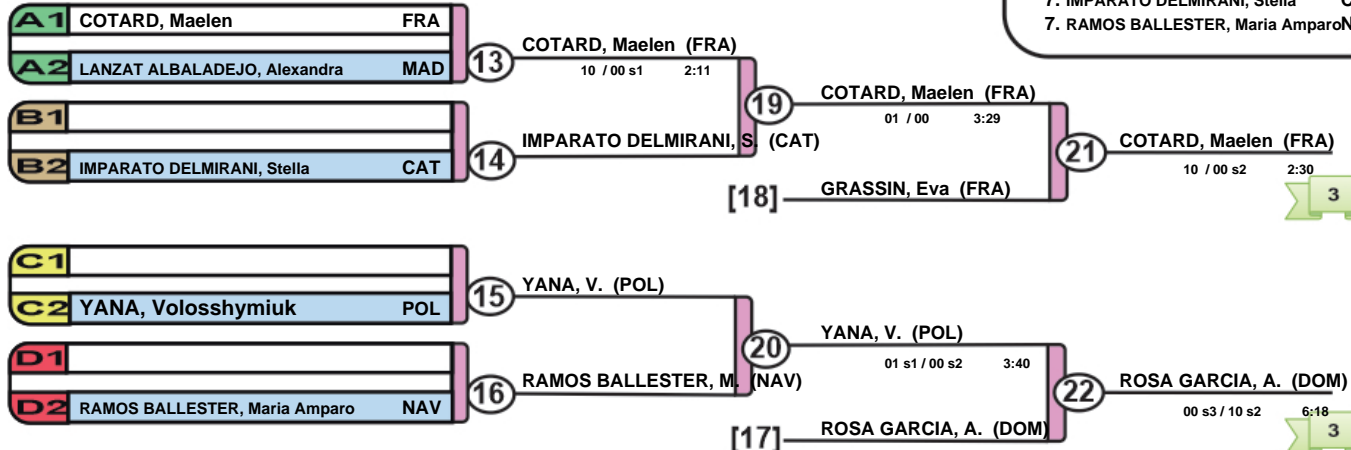 7. IMPARATO DELMIRANI, Stella
7. RAMOS BALLESTER, Maria Amparo
A1 COTARD, Maelen FRA
A2 LANZAT ALBALADEJO, Alexandra MAD
13
COTARD, Maelen (FRA)
10 / 00 s1 2:11
B1
B2 IMPARATO DELMIRANI, Stella CAT
14
IMPARATO DELMIRANI, S. (CAT)
19
COTARD, Maelen (FRA)
01 / 00 3:29
[18]
GRASSIN, Eva (FRA)
21
COTARD, Maelen (FRA)
10 / 00 s2 2:30
3
C1
C2 YANA, Volosshymiuk POL
15
YANA, V. (POL)
D1
D2 RAMOS BALLESTER, Maria Amparo NAV
16
RAMOS BALLESTER, M. (NAV)
20
YANA, V. (POL)
01 s1 / 00 s2 3:40
[17]
ROSA GARCIA, A. (DOM)
22
ROSA GARCIA, A. (DOM)
00 s3 / 10 s2 6:18
3